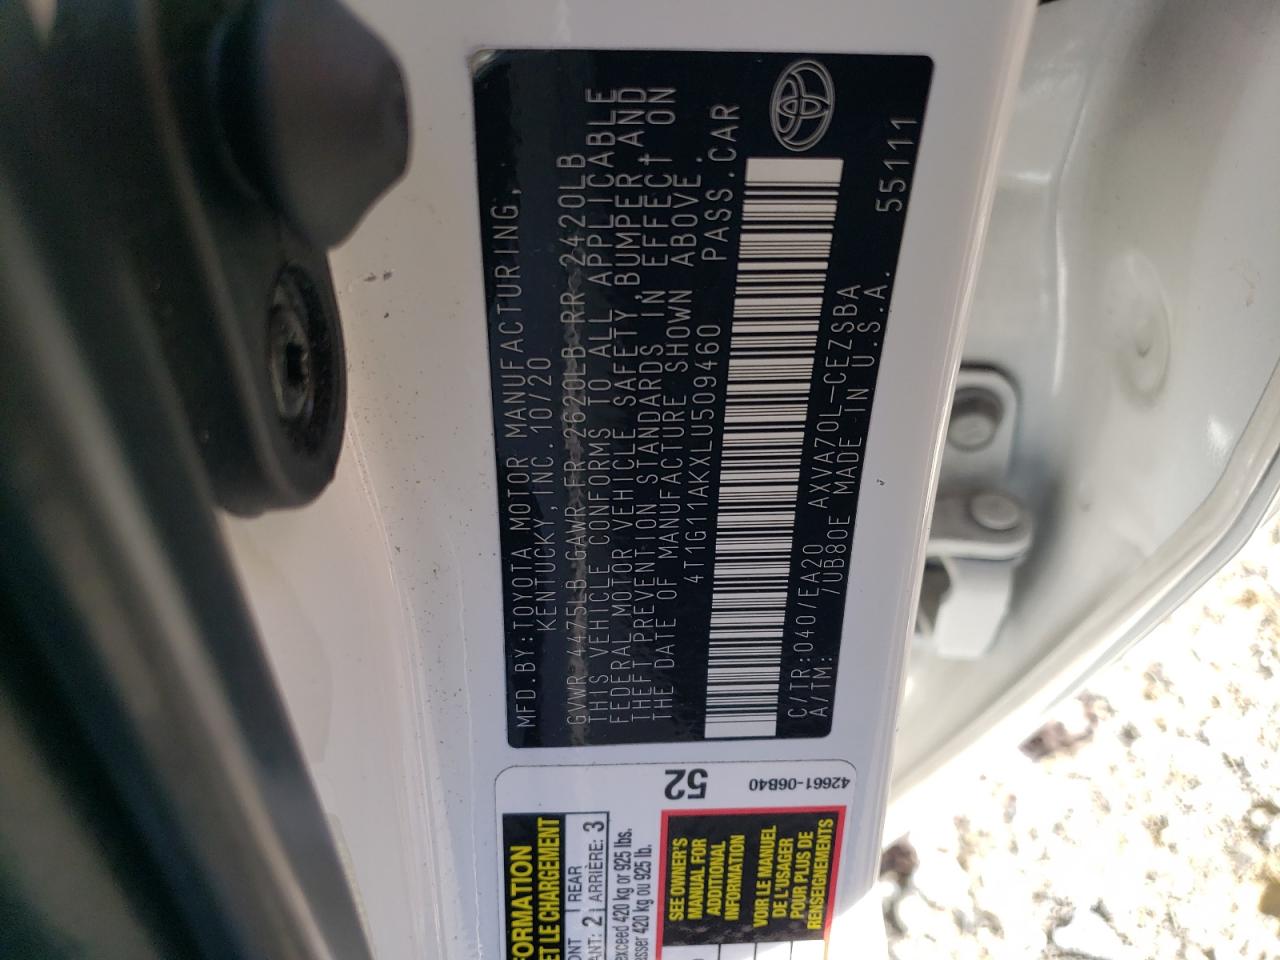 MFD.BY:TOYOTA MOTOR MANUFACTURING,
KENTUCKY,INC.10/20
GVWR 4475LB GAWR FR 2620LB RR 2420LB
THIS VEHICLE CONFORMS TO ALL APPLICABLE
FEDERAL MOTOR VEHICLE SAFETY,BUMPER,AND
THEFT PREVENTION STANDARDS IN EFFECT ON
THE DATE OF MANUFACTURE SHOWN ABOVE.
4T1G11AKXLU509460 PASS.CAR
C/TR:040/EA20 AXVA70L-CEZSBA
A/TM: /UB80E MADE IN U.S.A. 55111
52
42661-06B40
ET LE CHARGEMENT
REAR
2 ARRIÈRE: 3
exceed 420 kg or 925 lbs.
420 kg ou 925 lb.
SEE OWNER'S
MANUAL FOR
ADDITIONAL
INFORMATION
VOIR LE MANUEL
DE L'USAGER
POUR PLUS DE
RENSEIGNEMENTS